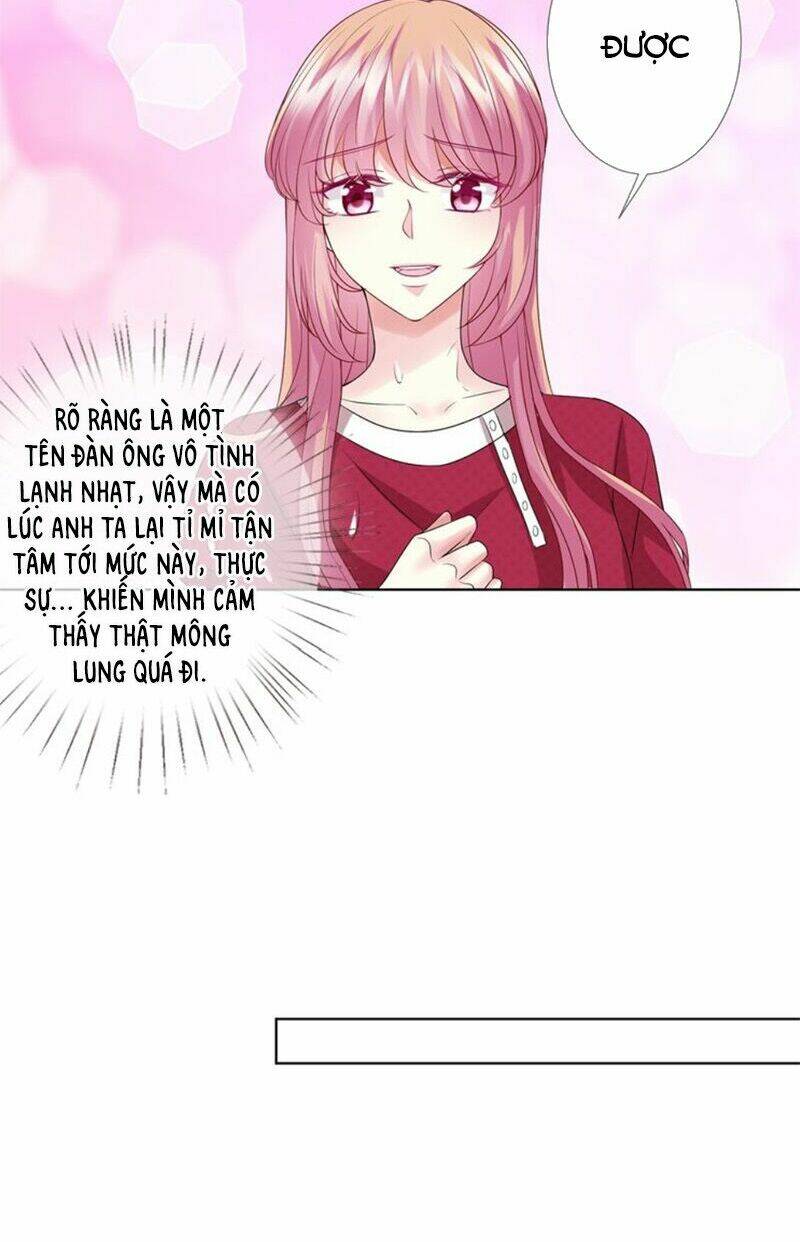 ĐƯỢC
RÕ RÀNG LÀ MỘT
TÊN ĐÀN ÔNG VÔ TÌNH
LẠNH NHẠT, VẬY MÀ CÓ
LÚC ANH TA LẠI TỈ MỈ TẬN
TÂM TỚI MỨC NÀY, THỰC
SỰ... KHIẾN MÌNH CẢM
THẤY THẬT MÔNG
LUNG QUÁ ĐI.